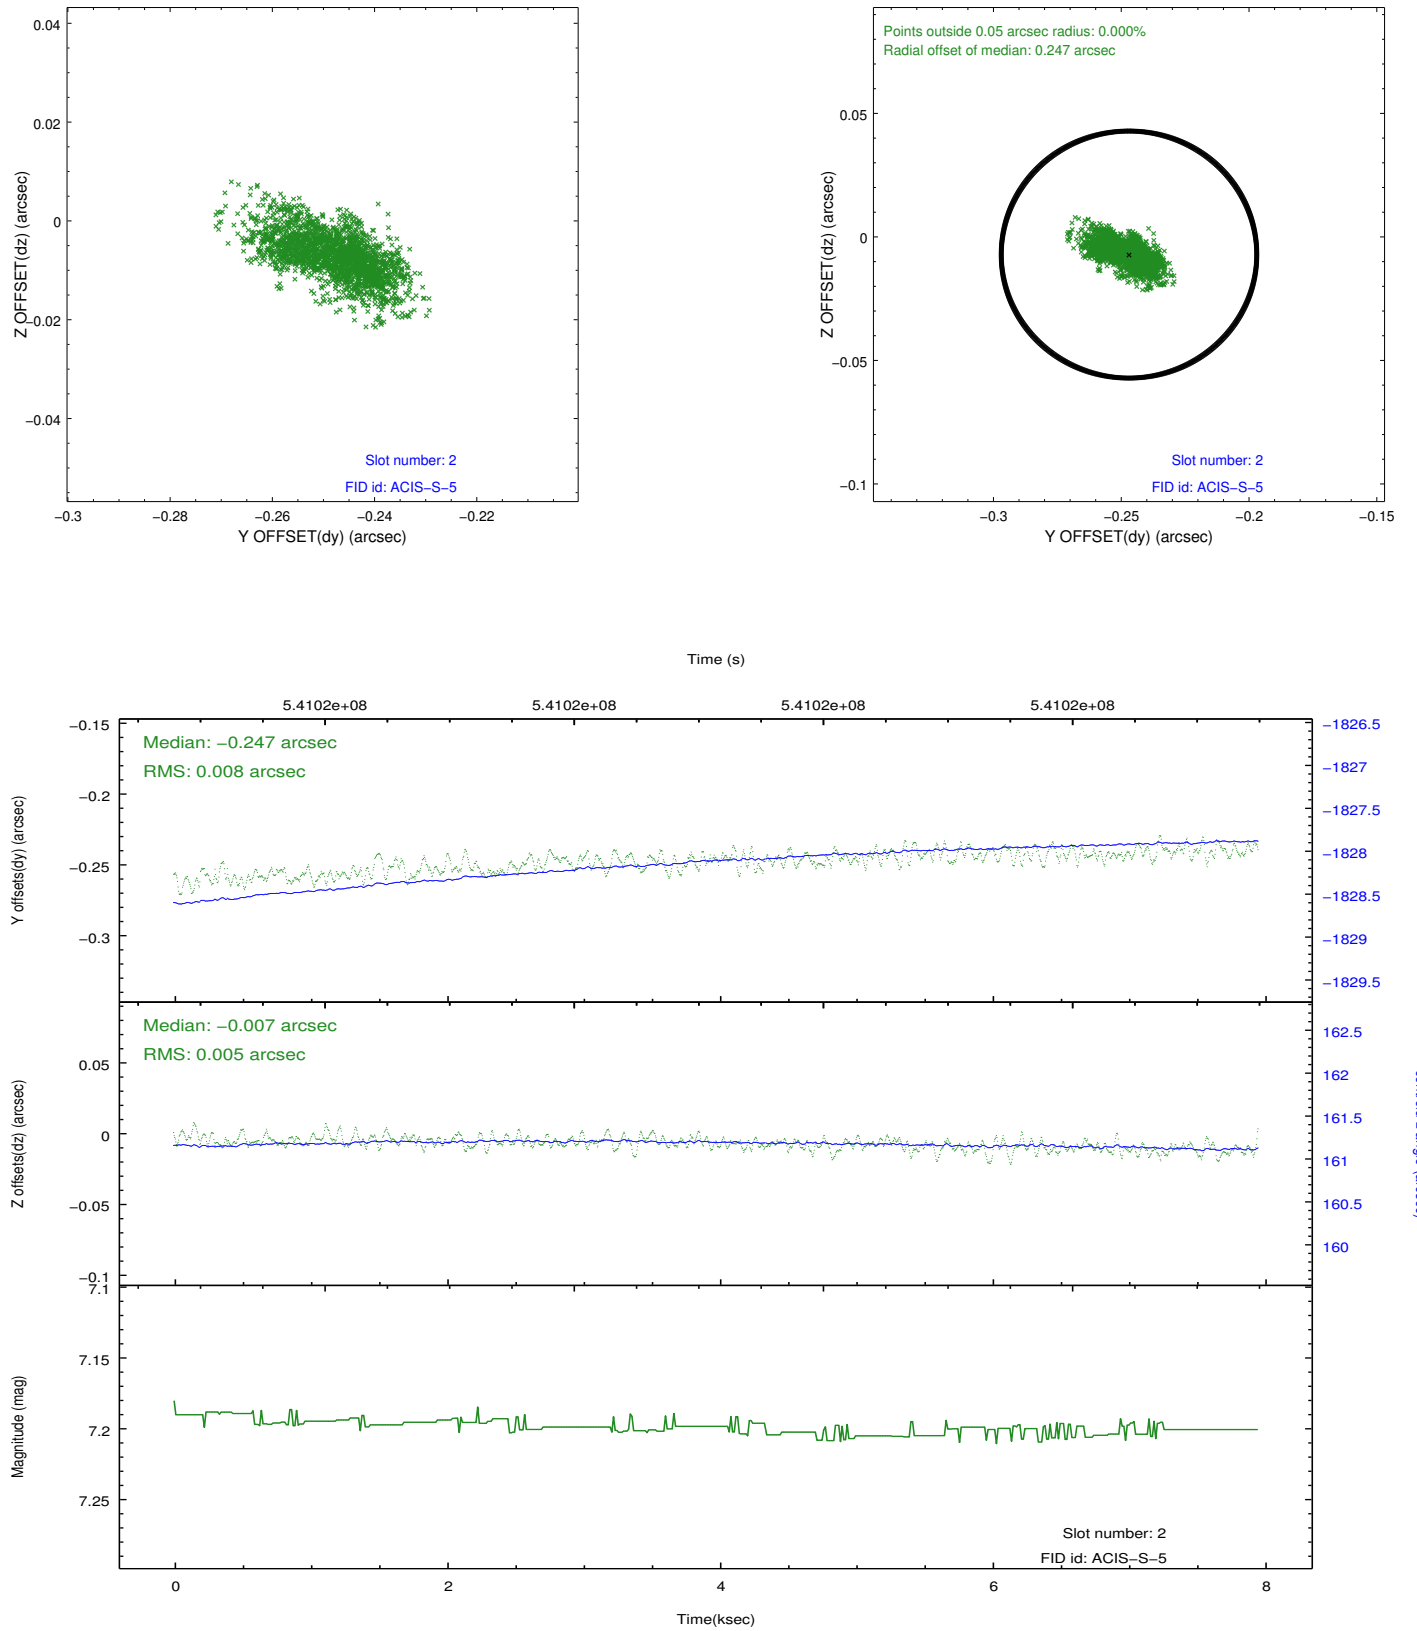 0.04
0.02
0
−0.02
−0.04
Z OFFSET(dz) (arcsec)
Slot number: 2
FID id: ACIS−S−5
−0.3
−0.28
−0.26
−0.24
−0.22
Y OFFSET(dy) (arcsec)
Points outside 0.05 arcsec radius: 0.000%
Radial offset of median: 0.247 arcsec
0.05
0
−0.05
−0.1
Z OFFSET(dz) (arcsec)
Slot number: 2
FID id: ACIS−S−5
−0.3
−0.25
−0.2
−0.15
Y OFFSET(dy) (arcsec)
Time (s)
5.4102e+08
5.4102e+08
5.4102e+08
5.4102e+08
Median: −0.247 arcsec
RMS: 0.008 arcsec
−0.15
−0.2
−0.25
−0.3
Y offsets(dy) (arcsec)
−1826.5
−1827
−1827.5
−1828
−1828.5
−1829
−1829.5
Median: −0.007 arcsec
RMS: 0.005 arcsec
0.05
0
−0.05
−0.1
Z offsets(dz) (arcsec)
162.5
162
161.5
161
160.5
160
7.1
7.15
7.2
7.25
Magnitude (mag)
Slot number: 2
FID id: ACIS−S−5
0
2
4
6
8
Time(ksec)